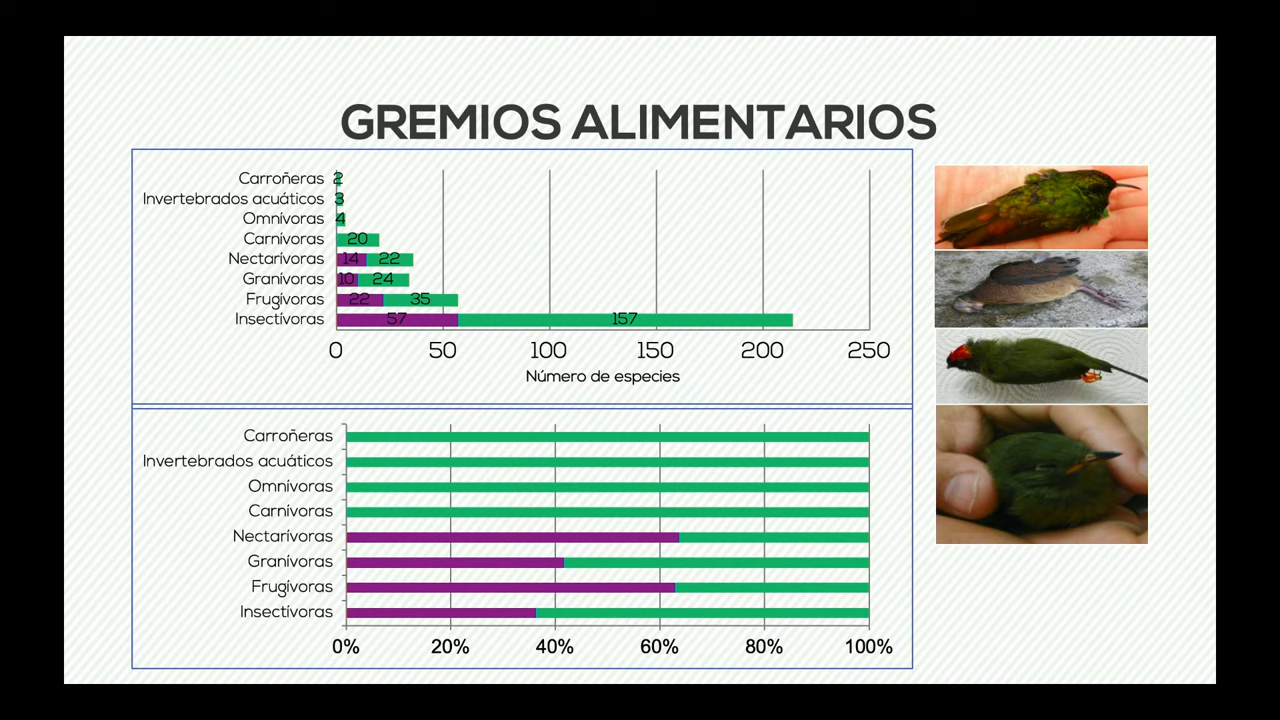 GREMIOS ALIMENTARIOS
Carroñeras 2
Invertebrados acuáticos 3
Omnívoras 4
Carnívoras 20
Nectarívoras 14 22
Granívoras 10 24
Frugívoras 22 35
Insectívoras 57 157
0 50 100 150 200 250
Número de especies
Carroñeras
Invertebrados acuáticos
Omnívoras
Carnívoras
Nectarívoras
Granívoras
Frugívoras
Insectívoras
0% 20% 40% 60% 80% 100%